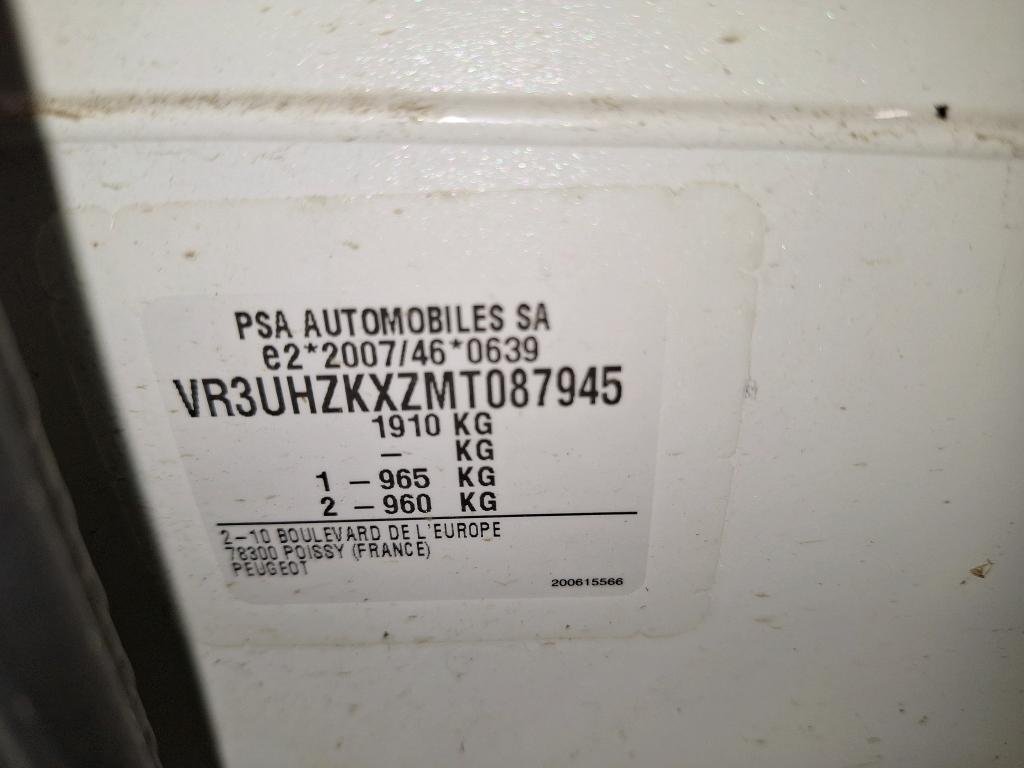 PSA AUTOMOBILES SA
e2*2007/46*0639
VR3UHZKXZMT087945
1910 KG
– KG
1 – 965 KG
2 – 960 KG
2-10 BOULEVARD DE L'EUROPE
78300 POISSY (FRANCE)
PEUGEOT
200615566